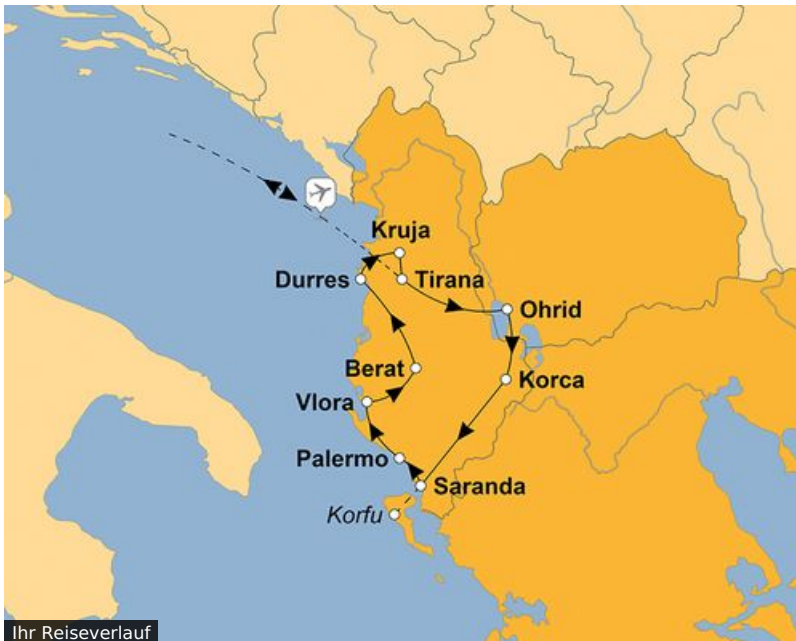 Kruja
Durres
Tirana
Ohrid
Berat
Korca
Vlora
Palermo
Saranda
Korfu
Ihr Reiseverlauf